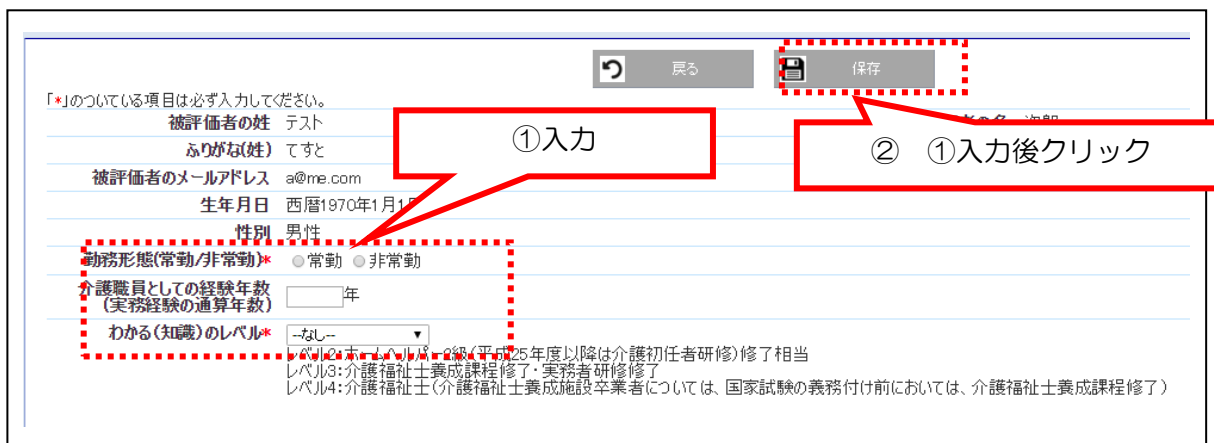 戻る 保存
「*」のついている項目は必ず入力してください。
被評価者の姓 テスト
ふりがな(姓) てすと
①入力
② ①入力後クリック
被評価者のメールアドレス a@me.com
生年月日 西暦1970年1月1
性別 男性
勤務形態(常勤/非常勤)* 常勤 非常勤
介護職員としての経験年数
(実務経験の通算年数) 年
わかる(知識)のレベル* --なし--
レベル2:ホームヘルパー2級(平成25年度以降は介護初任者研修)修了相当
レベル3:介護福祉士養成課程修了・実務者研修修了
レベル4:介護福祉士(介護福祉士養成施設卒業者については、国家試験の義務付け前においては、介護福祉士養成課程修了)